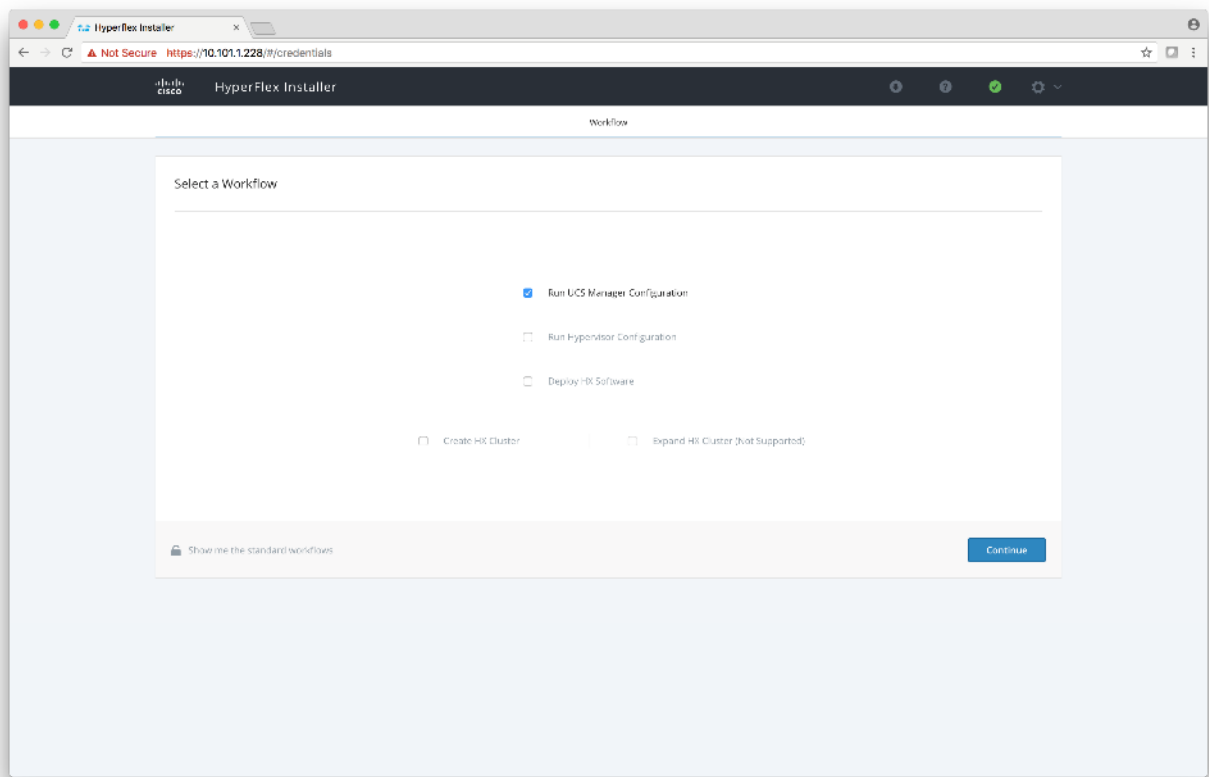 Hyperflex Installer
Not Secure https://10.101.1.228/#/credentials
CISCO HyperFlex Installer
Workflow
Select a Workflow
Run UCS Manager Configuration
Run Hypervisor Configuration
Deploy HX Software
Create HX Cluster Expand HX Cluster (Not Supported)
Show me the standard workflows Continue